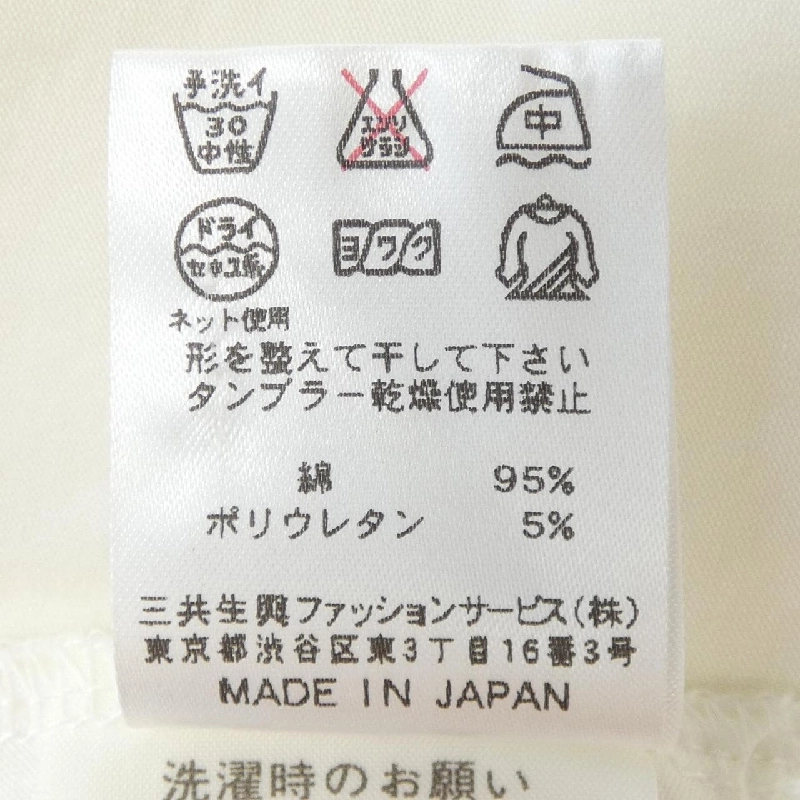 手洗イ
30
中性
エンソ
サラシ
中
ドライ
セキユ系
ヨワク
ネット使用
形を整えて干して下さい
タンブラー乾燥使用禁止
綿 95%
ポリウレタン 5%
三共生興ファッションサービス(株)
東京都渋谷区東3丁目16番3号
MADE IN JAPAN
洗濯時のお願い